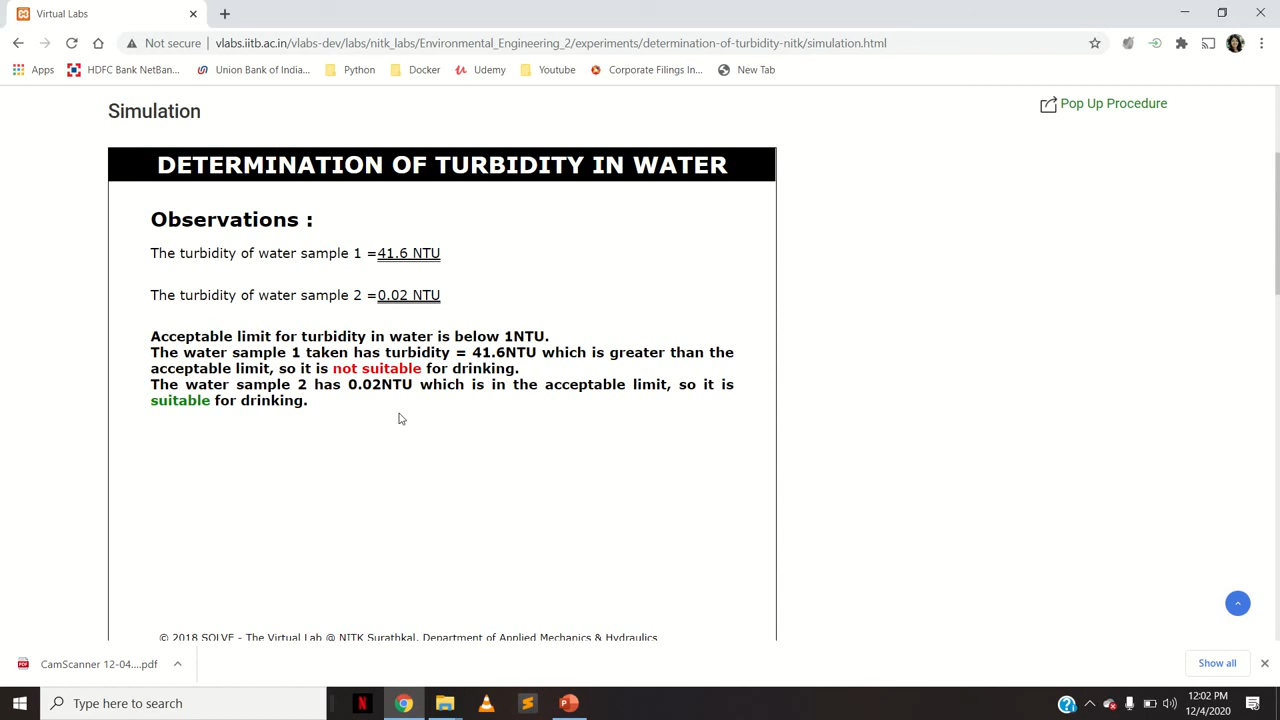 Virtual Labs
Not secure
vlabs.iitb.ac.in/vlabs-dev/labs/nitk_labs/Environmental_Engineering_2/experiments/determination-of-turbidity-nitk/simulation.html
Apps
HDFC Bank NetBan...
Union Bank of India...
Python
Docker
Udemy
Youtube
Corporate Filings In...
New Tab
Simulation
Pop Up Procedure
DETERMINATION OF TURBIDITY IN WATER
Observations :
The turbidity of water sample 1 =41.6 NTU
The turbidity of water sample 2 =0.02 NTU
Acceptable limit for turbidity in water is below 1NTU.
The water sample 1 taken has turbidity = 41.6NTU which is greater than the
acceptable limit, so it is not suitable for drinking.
The water sample 2 has 0.02NTU which is in the acceptable limit, so it is
suitable for drinking.
© 2018 SOLVE - The Virtual Lab @ NITK Surathkal, Department of Applied Mechanics & Hydraulics
CamScanner 12-04....pdf
Show all
Type here to search
12:02 PM
12/4/2020